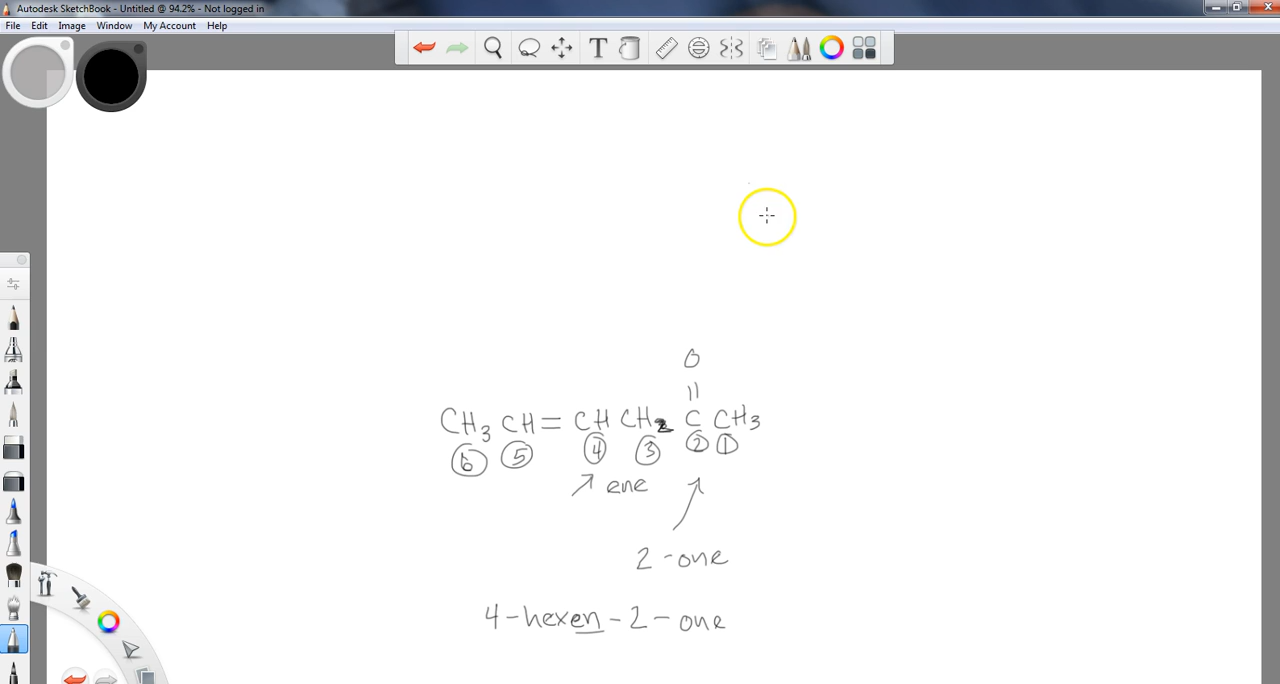 Autodesk SketchBook - Untitled @ 94.2% - Not logged in
File Edit Image Window My Account Help
T
O
||
CH3 CH = CH CH2 C CH3
6 5 4 3 2 1
↗ ene
2 - one
4 - hexen - 2 - one